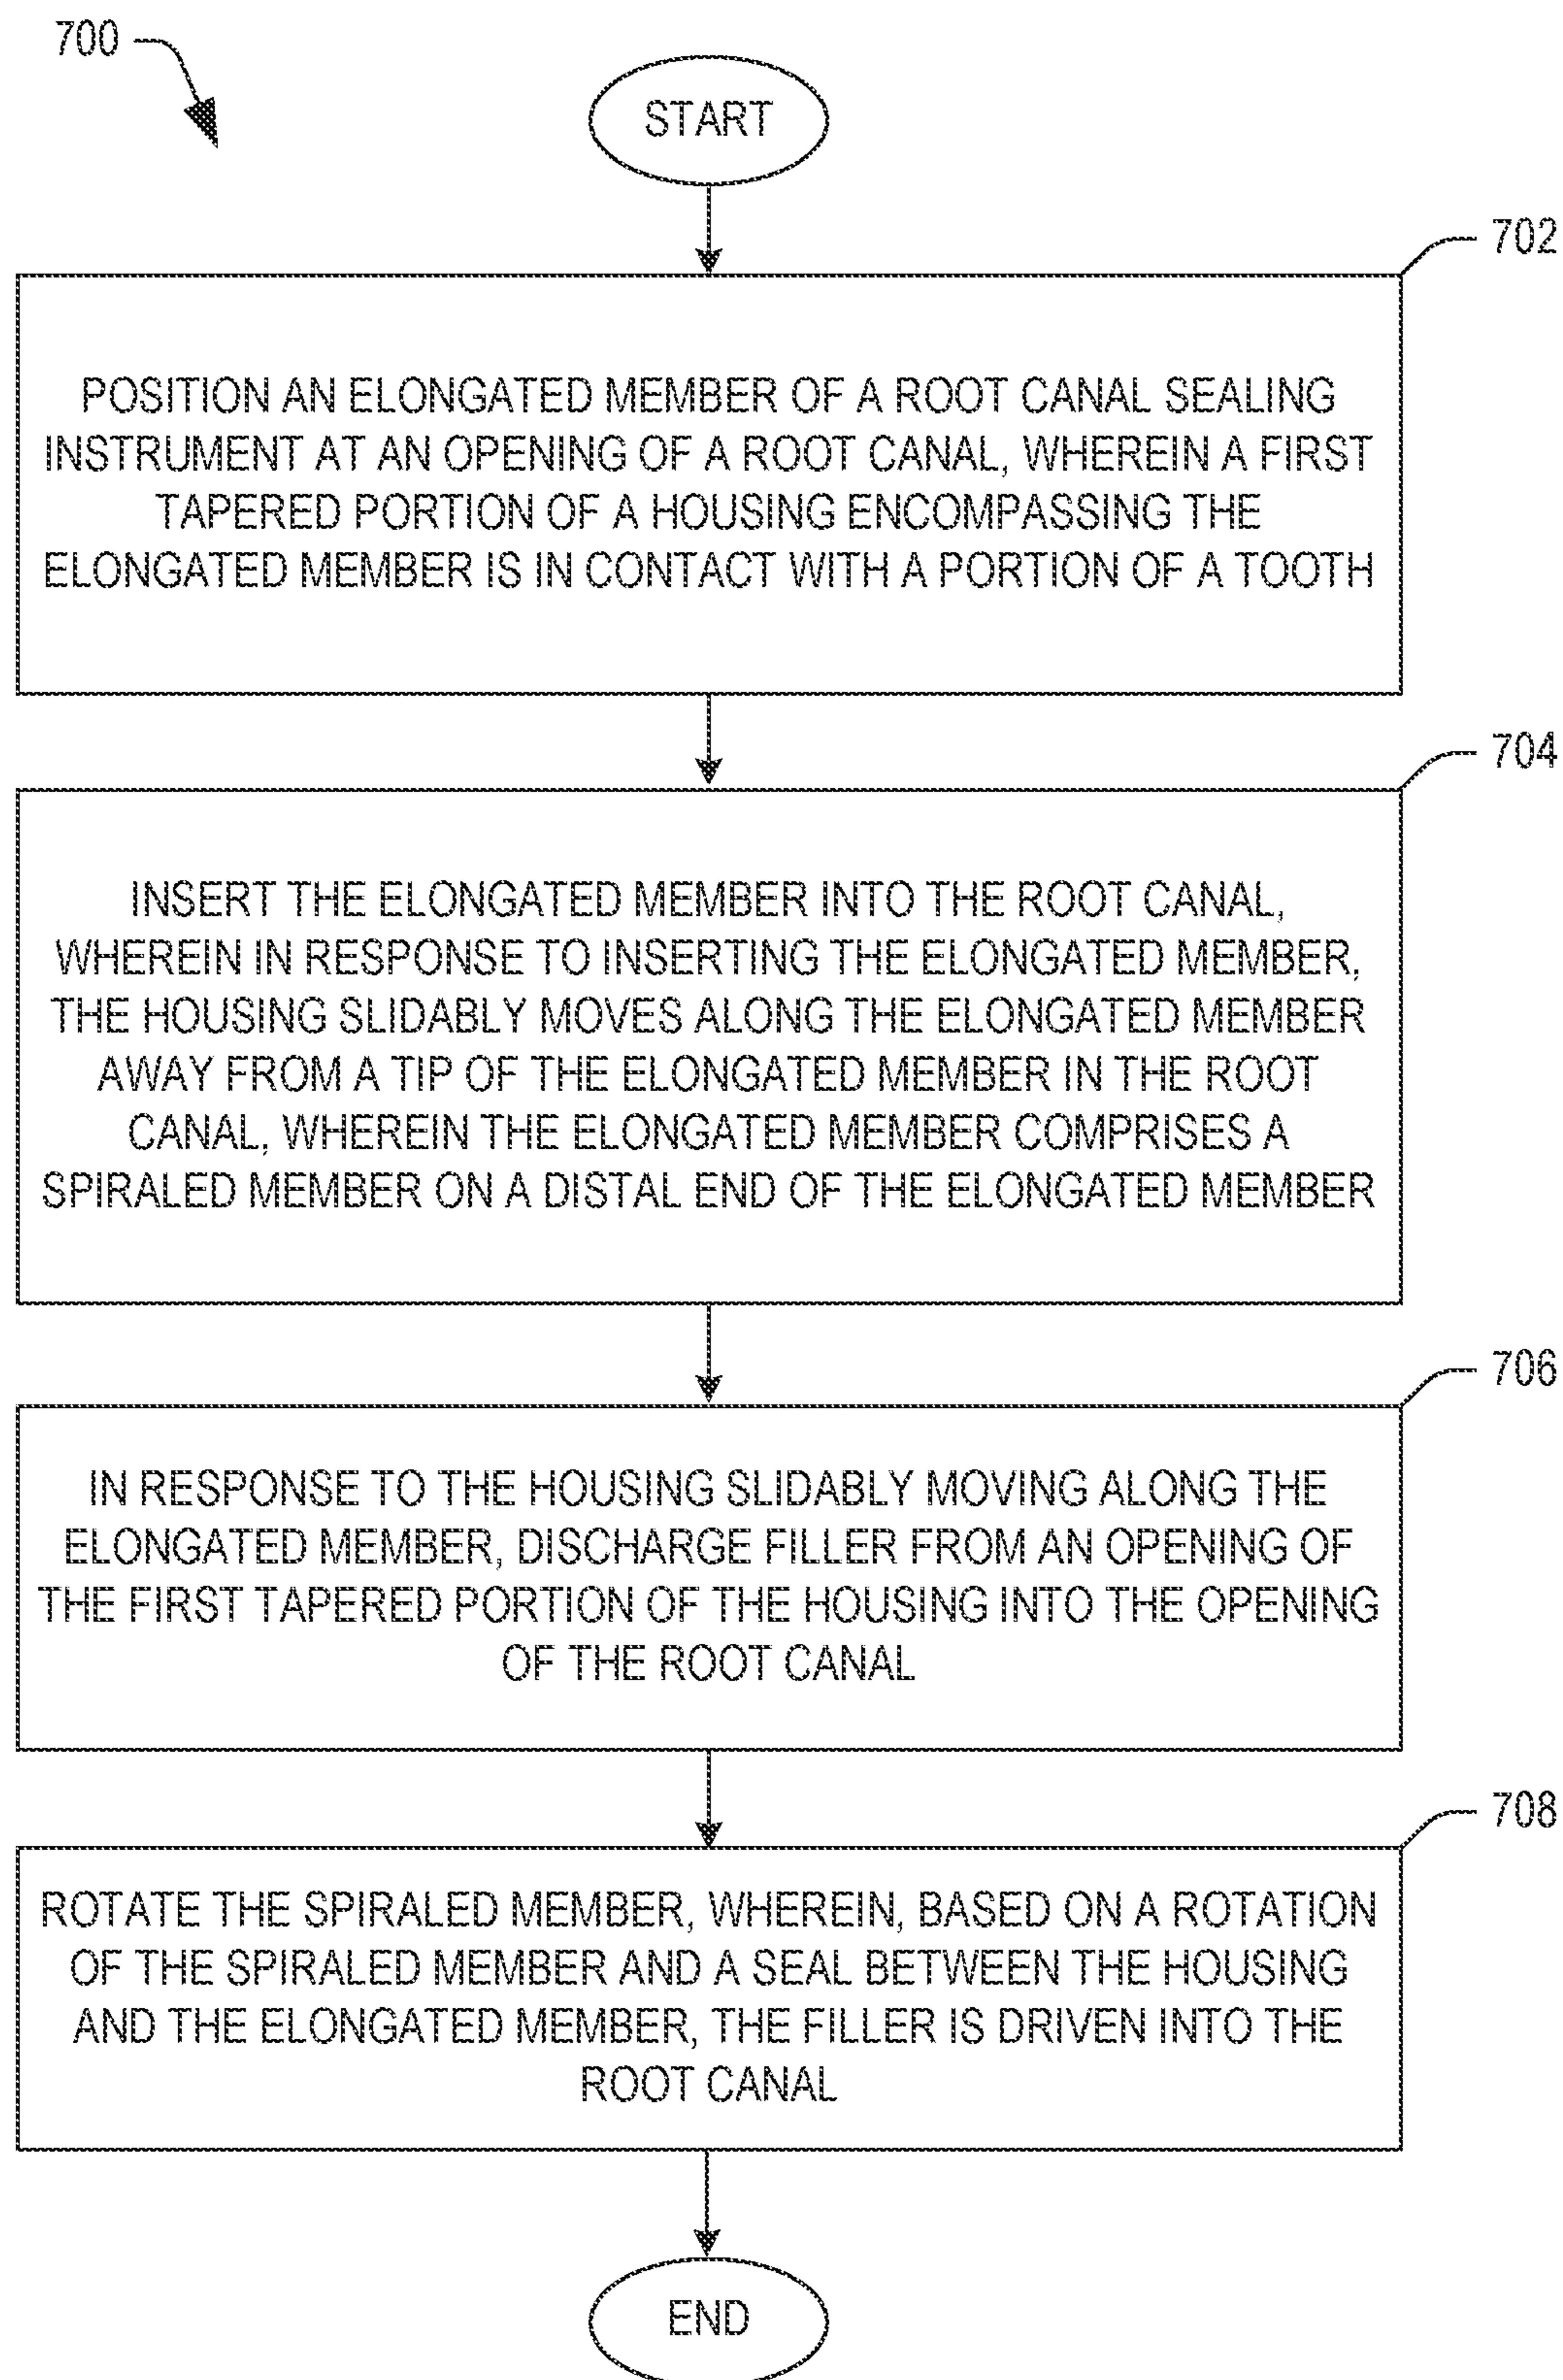 700
START
702
POSITION AN ELONGATED MEMBER OF A ROOT CANAL SEALING
INSTRUMENT AT AN OPENING OF A ROOT CANAL, WHEREIN A FIRST
TAPERED PORTION OF A HOUSING ENCOMPASSING THE
ELONGATED MEMBER IS IN CONTACT WITH A PORTION OF A TOOTH
704
INSERT THE ELONGATED MEMBER INTO THE ROOT CANAL,
WHEREIN IN RESPONSE TO INSERTING THE ELONGATED MEMBER,
THE HOUSING SLIDABLY MOVES ALONG THE ELONGATED MEMBER
AWAY FROM A TIP OF THE ELONGATED MEMBER IN THE ROOT
CANAL, WHEREIN THE ELONGATED MEMBER COMPRISES A
SPIRALED MEMBER ON A DISTAL END OF THE ELONGATED MEMBER
706
IN RESPONSE TO THE HOUSING SLIDABLY MOVING ALONG THE
ELONGATED MEMBER, DISCHARGE FILLER FROM AN OPENING OF
THE FIRST TAPERED PORTION OF THE HOUSING INTO THE OPENING
OF THE ROOT CANAL
708
ROTATE THE SPIRALED MEMBER, WHEREIN, BASED ON A ROTATION
OF THE SPIRALED MEMBER AND A SEAL BETWEEN THE HOUSING
AND THE ELONGATED MEMBER, THE FILLER IS DRIVEN INTO THE
ROOT CANAL
END